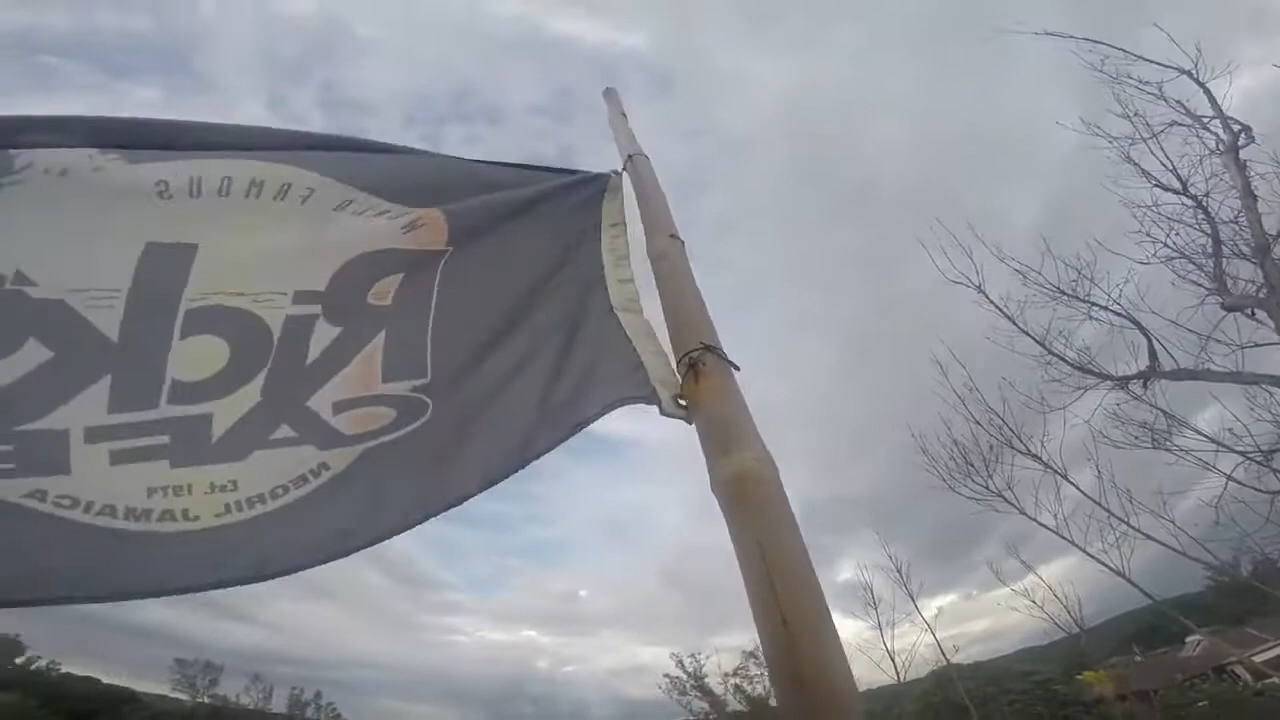 WORLD FAMOUS
Rick
CAFE
Est. 1974
NEGRIL JAMAICA